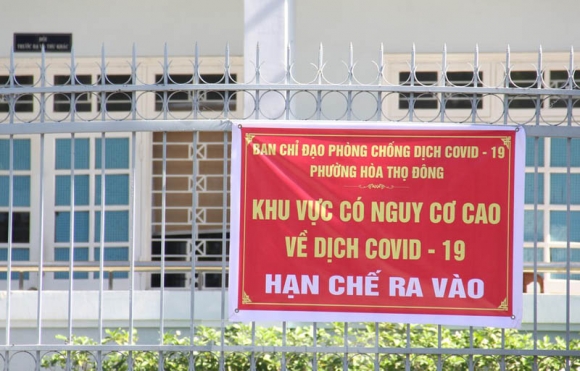 BAN CHỈ ĐẠO PHÒNG CHỐNG DỊCH COVID - 19
PHƯỜNG HÒA THỌ ĐÔNG
KHU VỰC CÓ NGUY CƠ CAO
VỀ DỊCH COVID - 19
HẠN CHẾ RA VÀO